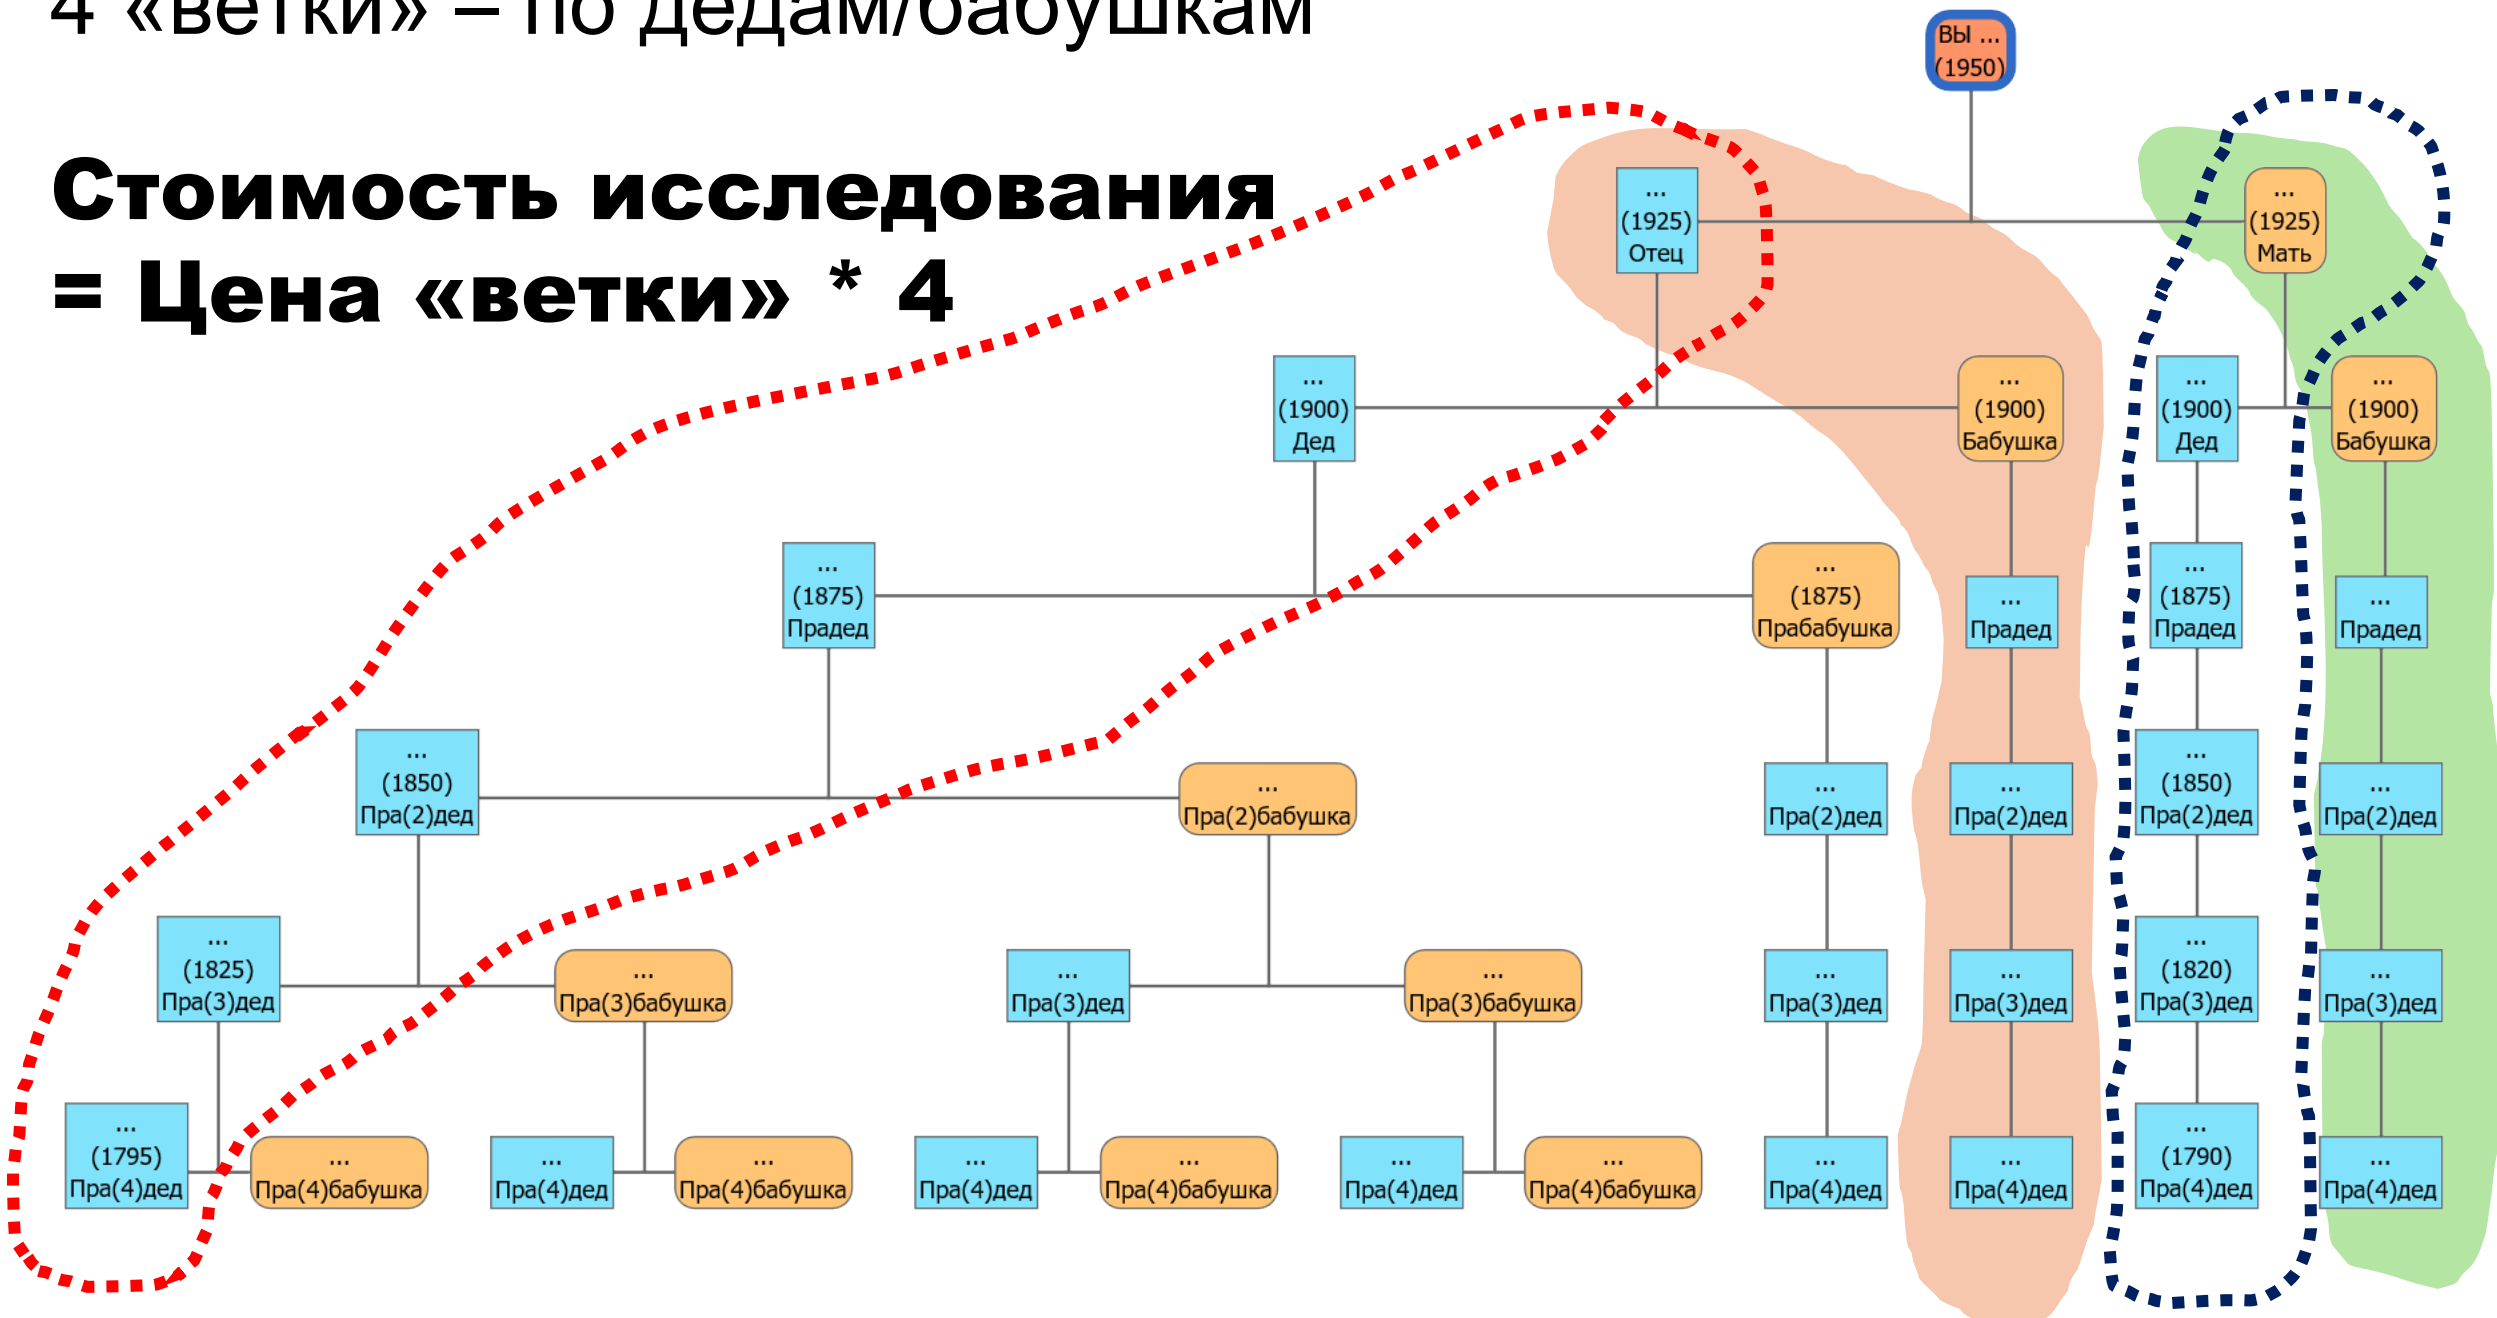 4 «ветки» – по дедам/бабушкам
Стоимость исследования
= Цена «ветки» * 4
ВЫ ...
(1950)
...
(1925)
Отец
...
(1925)
Мать
...
(1900)
Дед
...
(1900)
Бабушка
...
(1900)
Дед
...
(1900)
Бабушка
...
(1875)
Прадед
...
(1875)
Прабабушка
...
Прадед
...
(1875)
Прадед
...
Прадед
...
(1850)
Пра(2)дед
...
Пра(2)бабушка
...
Пра(2)дед
...
Пра(2)дед
...
(1850)
Пра(2)дед
...
Пра(2)дед
...
(1825)
Пра(3)дед
...
Пра(3)бабушка
...
Пра(3)дед
...
Пра(3)бабушка
...
Пра(3)дед
...
Пра(3)дед
...
(1820)
Пра(3)дед
...
Пра(3)дед
...
(1795)
Пра(4)дед
...
Пра(4)бабушка
...
Пра(4)дед
...
Пра(4)бабушка
...
Пра(4)дед
...
Пра(4)бабушка
...
Пра(4)дед
...
Пра(4)бабушка
...
Пра(4)дед
...
Пра(4)дед
...
(1790)
Пра(4)дед
...
Пра(4)дед